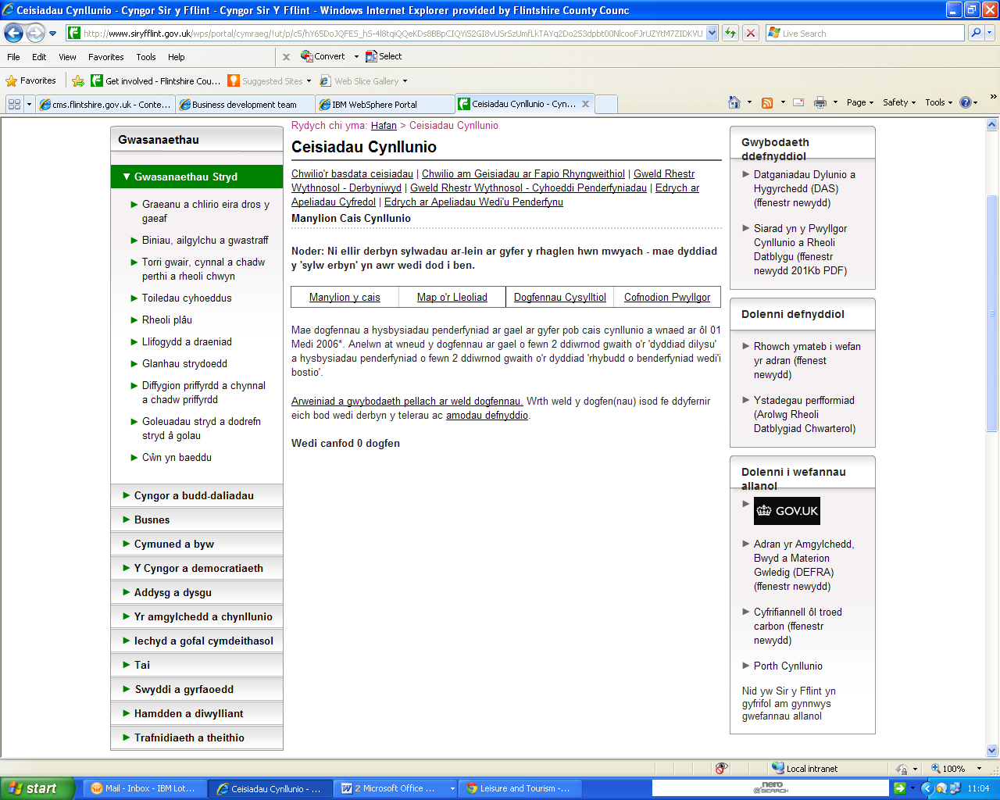 Ceisiadau Cynllunio - Cyngor Sir y Fflint - Cyngor Sir Y Fflint - Windows Internet Explorer provided by Flintshire County Counc
Live Search
File Edit View Favorites Tools Help
Convert Select
Favorites Get involved - Flintshire Cou... Suggested Sites Web Slice Gallery
cms.flintshire.gov.uk - Conte... Business development team IBM WebSphere Portal Ceisiadau Cynllunio - Cyn... Page Safety Tools
Gwasanaethau
Gwasanaethau Stryd
Graeanu a chlirio eira dros y
gaeaf
Biniau, ailgylchu a gwastraff
Torri gwair, cynnal a chadw
perthi a rheoli chwyn
Toiledau cyhoeddus
Rheoli plâu
Llifogydd a draeniad
Glanhau strydoedd
Diffygion priffyrdd a chynnal
a chadw priffyrdd
Goleuadau stryd a dodrefn
stryd â golau
Cŵn yn baeddu
Cyngor a budd-daliadau
Busnes
Cymuned a byw
Y Cyngor a democratiaeth
Addysg a dysgu
Yr amgylchedd a chynllunio
Iechyd a gofal cymdeithasol
Tai
Swyddi a gyrfaoedd
Hamdden a diwylliant
Trafnidiaeth a theithio
Rydych chi yma: Hafan > Ceisiadau Cynllunio
Ceisiadau Cynllunio
Chwilio'r basdata ceisiadau | Chwilio am Geisiadau ar Fapio Rhyngweithiol | Gweld Rhestr
Wythnosol - Derbyniwyd | Gweld Rhestr Wythnosol - Cyhoeddi Penderfyniadau | Edrych ar
Apeliadau Cyfredol | Edrych ar Apeliadau Wedi'u Penderfynu
Manylion Cais Cynllunio
Noder: Ni ellir derbyn sylwadau ar-lein ar gyfer y rhaglen hwn mwyach - mae dyddiad
y 'sylw erbyn' yn awr wedi dod i ben.
Manylion y cais Map o'r Lleoliad Dogfennau Cysylltiol Cofnodion Pwyllgor
Mae dogfennau a hysbysiadau penderfyniad ar gael ar gyfer pob cais cynllunio a wnaed ar ôl 01
Medi 2006*. Anelwn at wneud y dogfennau ar gael o fewn 2 ddiwrnod gwaith o'r 'dyddiad dilysu'
a hysbysiadau penderfyniad o fewn 2 ddiwrnod gwaith o'r dyddiad 'rhybudd o benderfyniad wedi'i
bostio'.
Arweiniad a gwybodaeth pellach ar weld dogfennau. Wrth weld y dogfen(nau) isod fe ddyfernir
eich bod wedi derbyn y telerau ac amodau defnyddio.
Wedi canfod 0 dogfen
Gwybodaeth
ddefnyddiol
Datganiadau Dylunio a
Hygyrchedd (DAS)
(ffenestr newydd)
Siarad yn y Pwyllgor
Cynllunio a Rheoli
Datblygu (ffenestr
newydd 201Kb PDF)
Dolenni defnyddiol
Rhowch ymateb i wefan
yr adran (ffenest
newydd)
Ystadegau perfformiad
(Arolwg Rheoli
Datblygiad Chwarterol)
Dolenni i wefannau
allanol
GOV.UK
Adran yr Amgylchedd,
Bwyd a Materion
Gwledig (DEFRA)
(ffenestr newydd)
Cyfrifiannell ôl troed
carbon (ffenestr
newydd)
Porth Cynllunio
Nid yw Sir y Fflint yn
gyfrifol am gynnwys
gwefannau allanol
Local intranet 100%
start Mail - Inbox - IBM Lot... Ceisiadau Cynllunio - ... 2 Microsoft Office ... Leisure and Tourism -... nero SEARCH 11:04